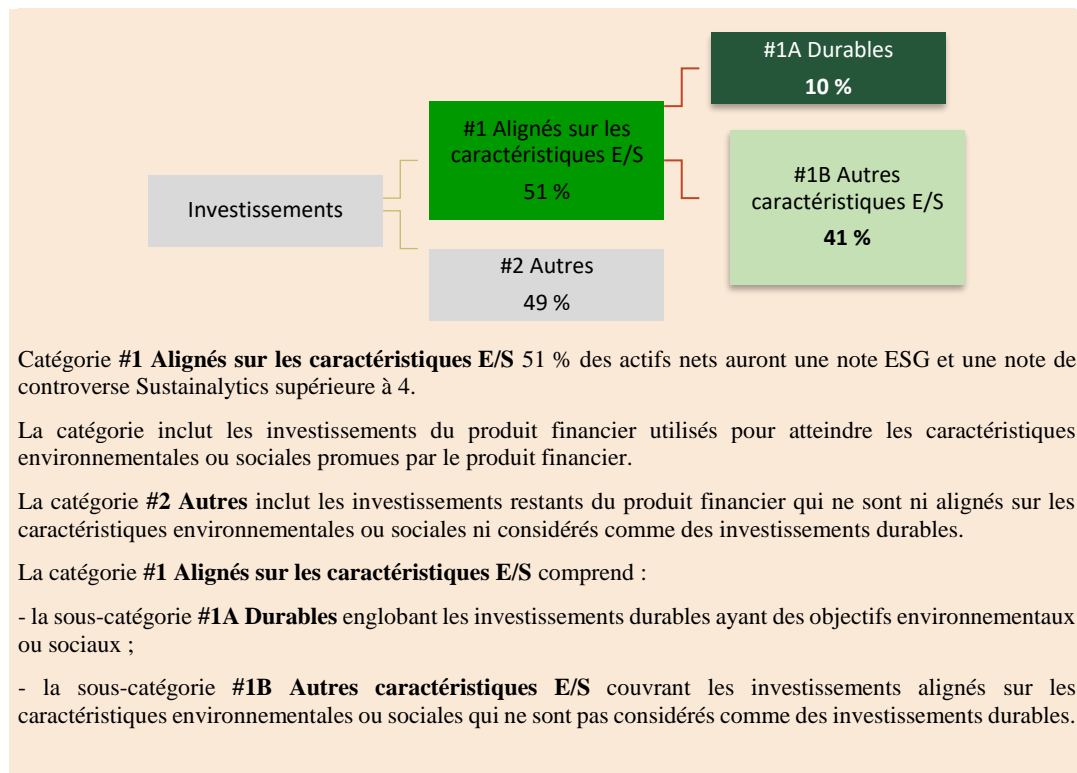 #1A Durables
10 %
#1 Alignés sur les
caractéristiques E/S
51 %
#1B Autres
caractéristiques E/S
41 %
Investissements
#2 Autres
49 %
Catégorie #1 Alignés sur les caractéristiques E/S 51 % des actifs nets auront une note ESG et une note de
controverse Sustainalytics supérieure à 4.
La catégorie inclut les investissements du produit financier utilisés pour atteindre les caractéristiques
environnementales ou sociales promues par le produit financier.
La catégorie #2 Autres inclut les investissements restants du produit financier qui ne sont ni alignés sur les
caractéristiques environnementales ou sociales ni considérés comme des investissements durables.
La catégorie #1 Alignés sur les caractéristiques E/S comprend :
- la sous-catégorie #1A Durables englobant les investissements durables ayant des objectifs environnementaux
ou sociaux ;
- la sous-catégorie #1B Autres caractéristiques E/S couvrant les investissements alignés sur les
caractéristiques environnementales ou sociales qui ne sont pas considérés comme des investissements durables.